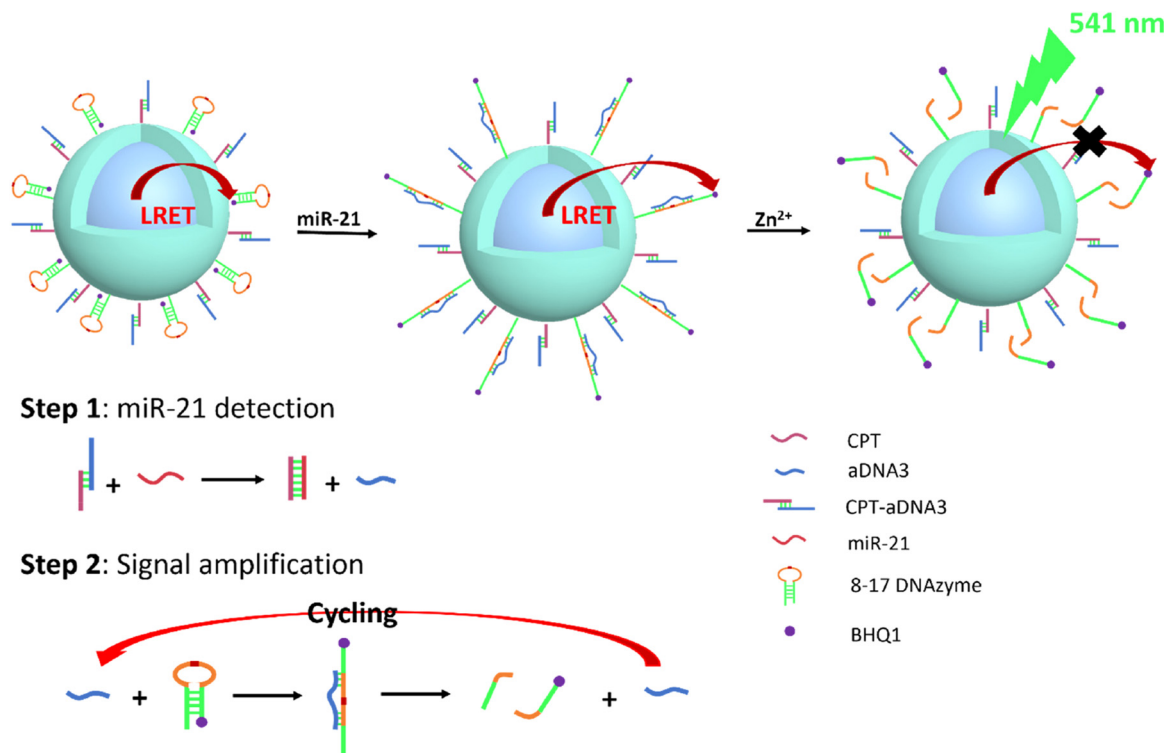 541 nm
LRET
miR-21
LRET
Zn²⁺
Step 1: miR-21 detection
+
+
Step 2: Signal amplification
Cycling
+
+
CPT
aDNA3
CPT-aDNA3
miR-21
8-17 DNAzyme
BHQ1